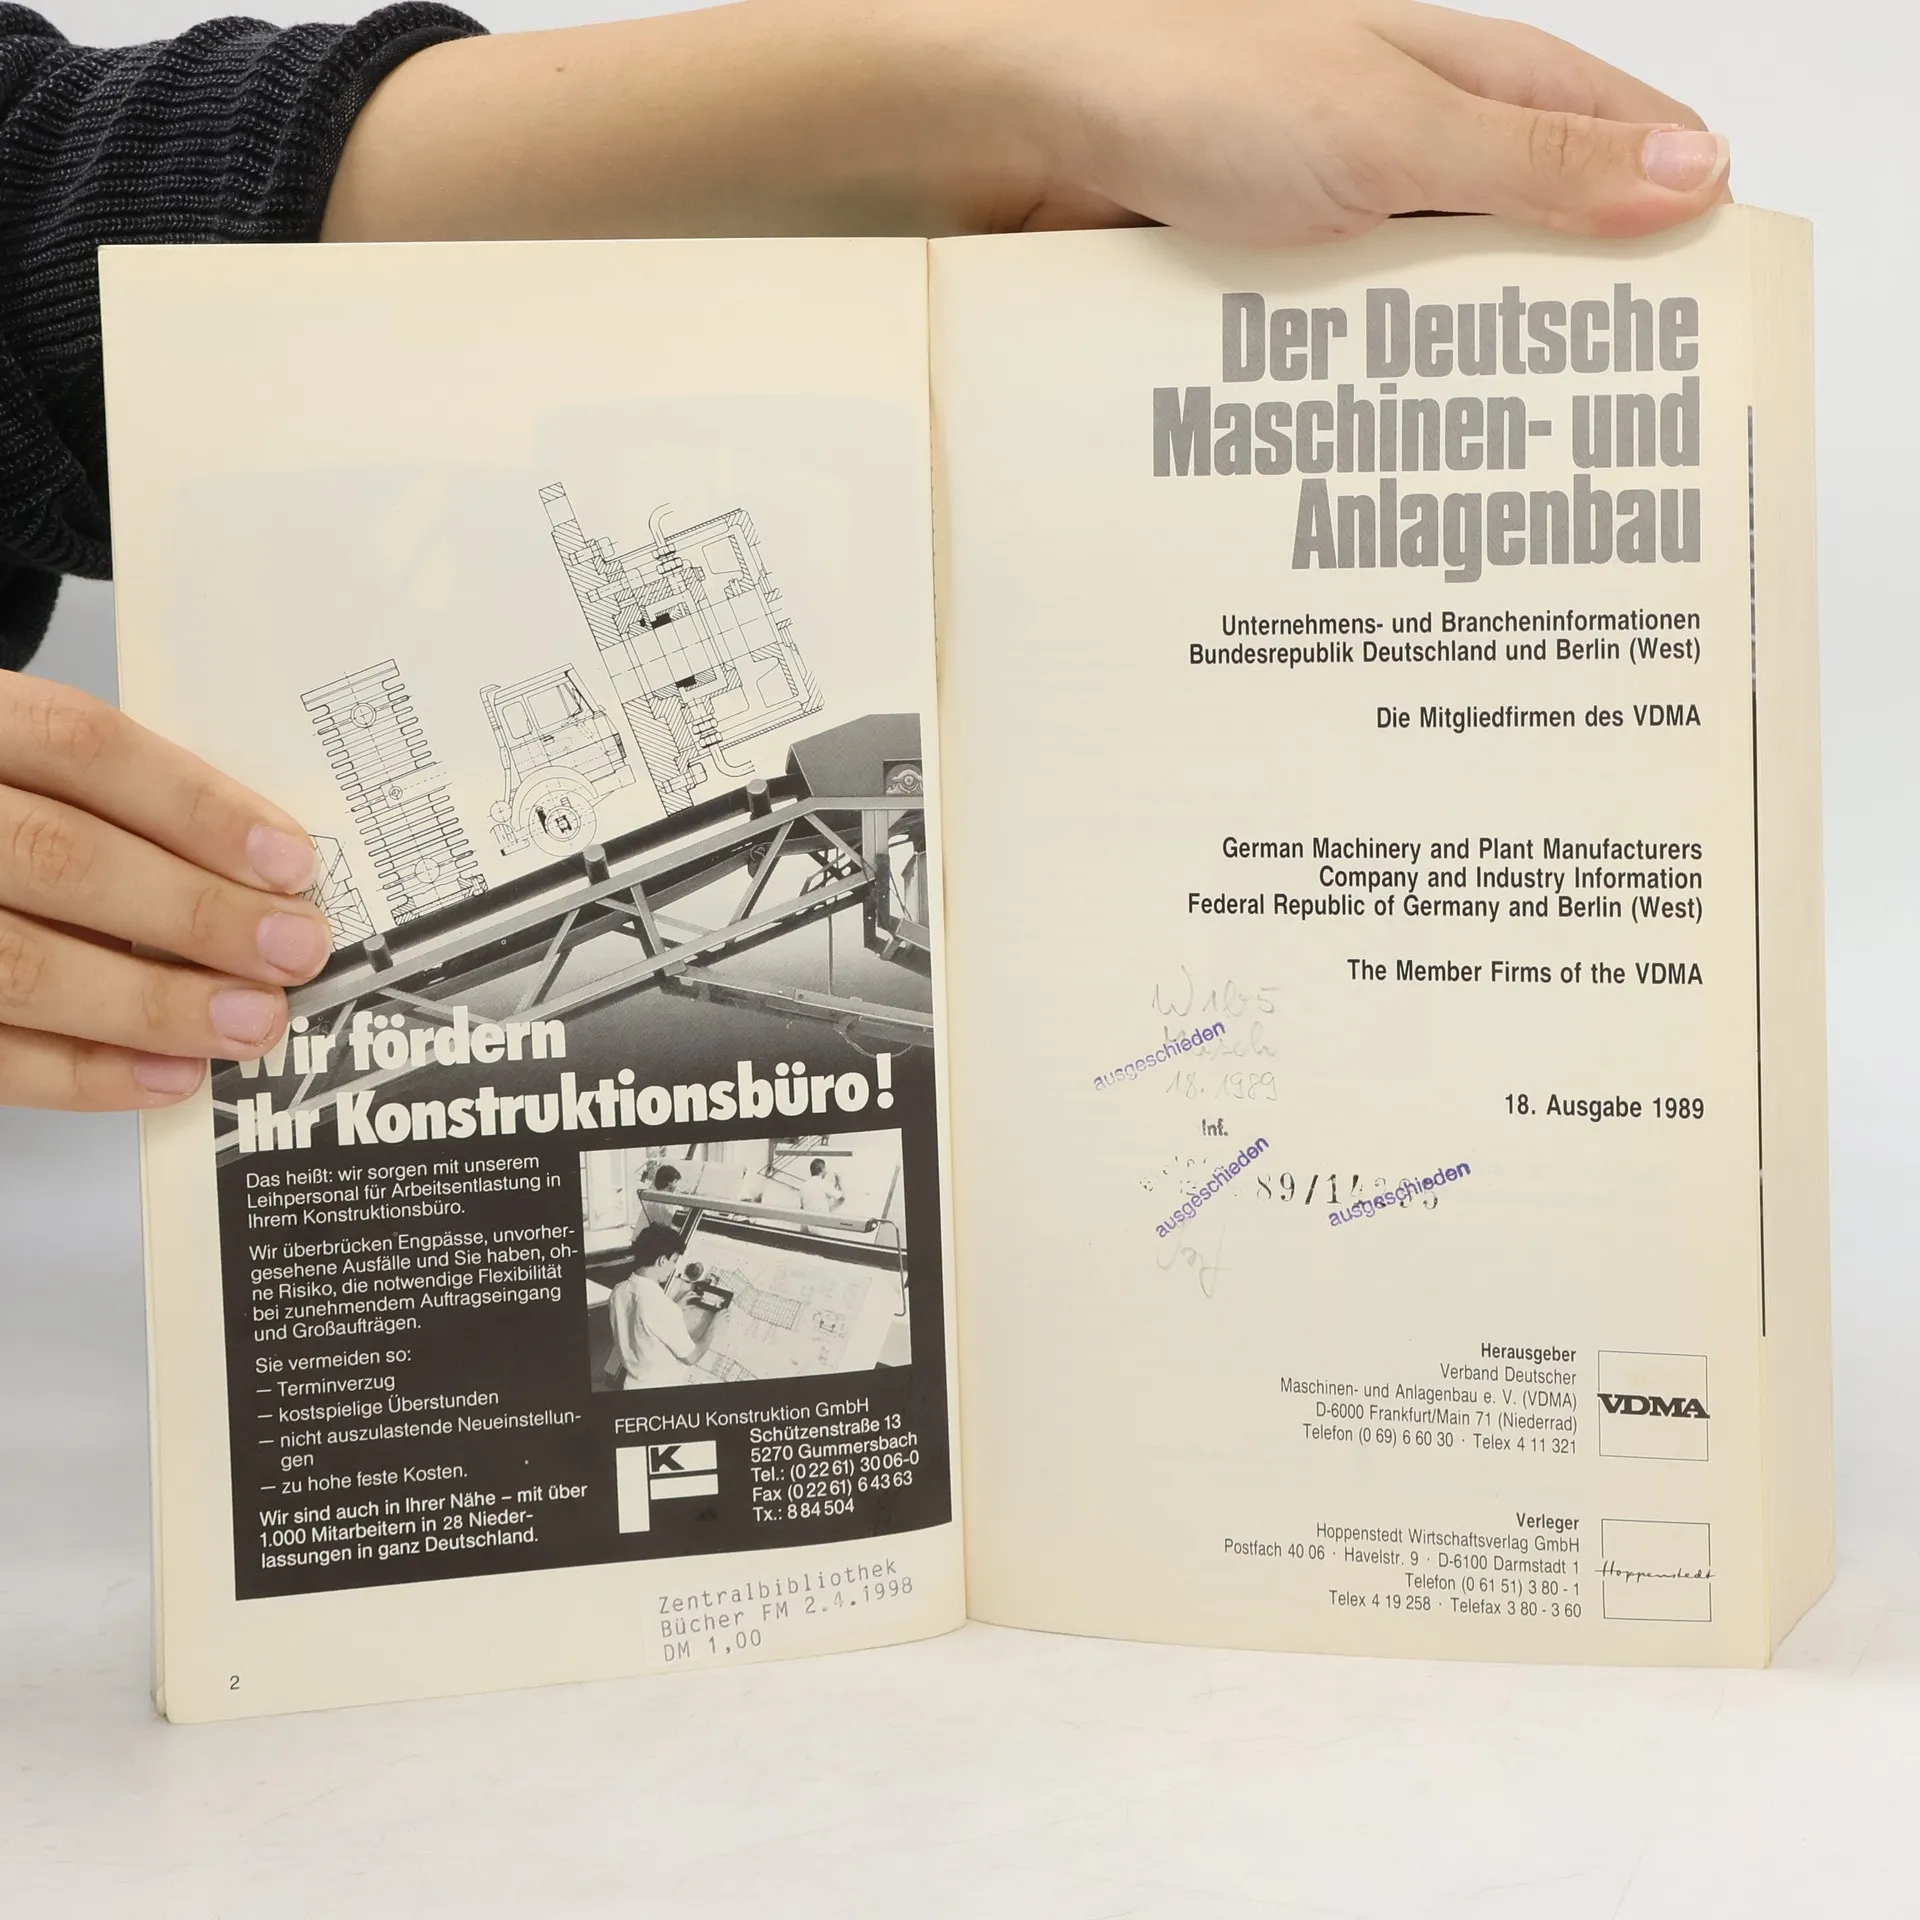 Wir fördern
Ihr Konstruktionsbüro!
Das heißt: wir sorgen mit unserem
Leihpersonal für Arbeitsentlastung in
Ihrem Konstruktionsbüro.
Wir überbrücken Engpässe, unvorher-
gesehene Ausfälle und Sie haben, oh-
ne Risiko, die notwendige Flexibilität
bei zunehmendem Auftragseingang
und Großaufträgen.
Sie vermeiden so:
— Terminverzug
— kostspielige Überstunden
— nicht auszulastende Neueinstellun-
gen
— zu hohe feste Kosten.
Wir sind auch in Ihrer Nähe – mit über
1.000 Mitarbeitern in 28 Nieder-
lassungen in ganz Deutschland.
FERCHAU Konstruktion GmbH
Schützenstraße 13
5270 Gummersbach
Tel.: (0 22 61) 30 06-0
Fax (0 22 61) 6 43 63
Tx.: 8 84 504
FK
Zentralbibliothek
Bücher FM 2.4.1998
DM 1,00
2
Der Deutsche
Maschinen- und
Anlagenbau
Unternehmens- und Brancheninformationen
Bundesrepublik Deutschland und Berlin (West)
Die Mitgliedfirmen des VDMA
German Machinery and Plant Manufacturers
Company and Industry Information
Federal Republic of Germany and Berlin (West)
The Member Firms of the VDMA
ausgeschieden
18.1989
18. Ausgabe 1989
Inf.
ausgeschieden
89/14
ausgeschieden
Herausgeber
Verband Deutscher
Maschinen- und Anlagenbau e. V. (VDMA)
D-6000 Frankfurt/Main 71 (Niederrad)
Telefon (0 69) 6 60 30 · Telex 4 11 321
VDMA
Verleger
Hoppenstedt Wirtschaftsverlag GmbH
Postfach 40 06 · Havelstr. 9 · D-6100 Darmstadt 1
Telefon (0 61 51) 3 80 - 1
Telex 4 19 258 · Telefax 3 80 - 3 60
Hoppenstedt